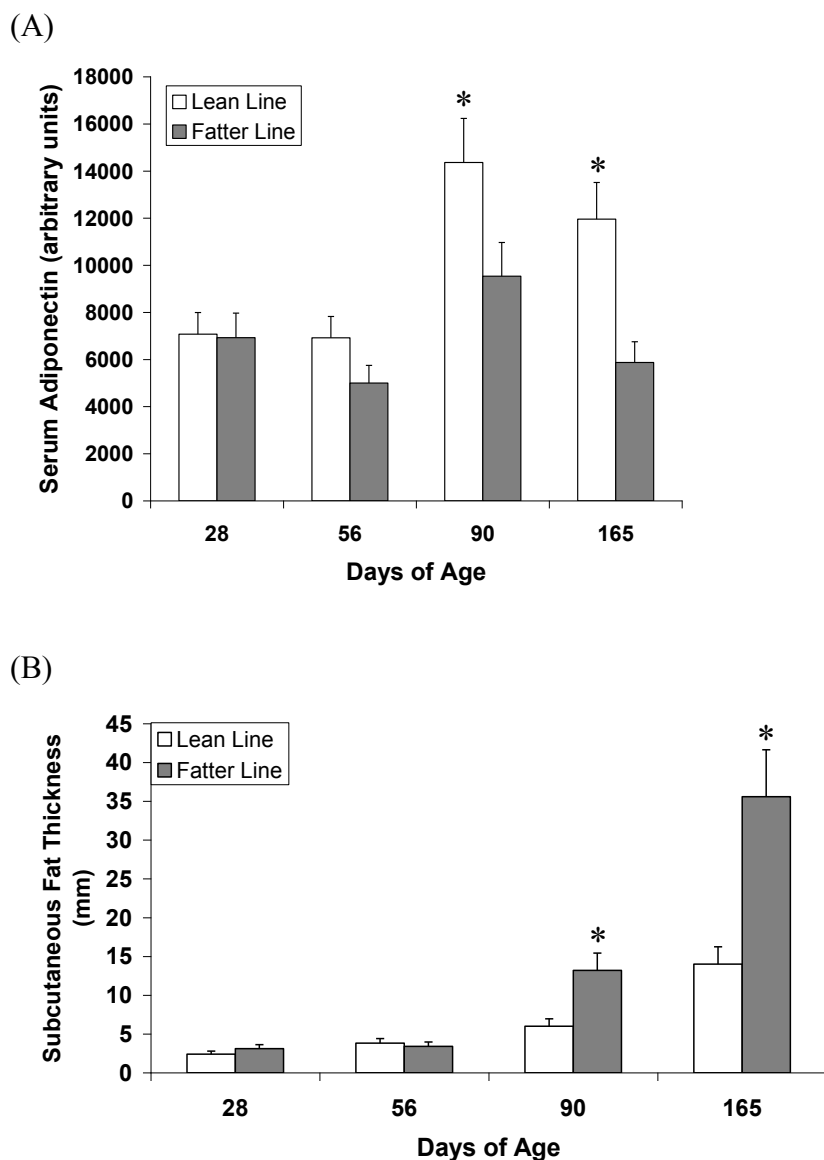 (A)
18000
16000
14000
12000
10000
8000
6000
4000
2000
0
Serum Adiponectin (arbitrary units)
Lean Line
Fatter Line
*
*
28 56 90 165
Days of Age
(B)
45
40
35
30
25
20
15
10
5
0
Subcutaneous Fat Thickness
(mm)
Lean Line
Fatter Line
*
*
28 56 90 165
Days of Age